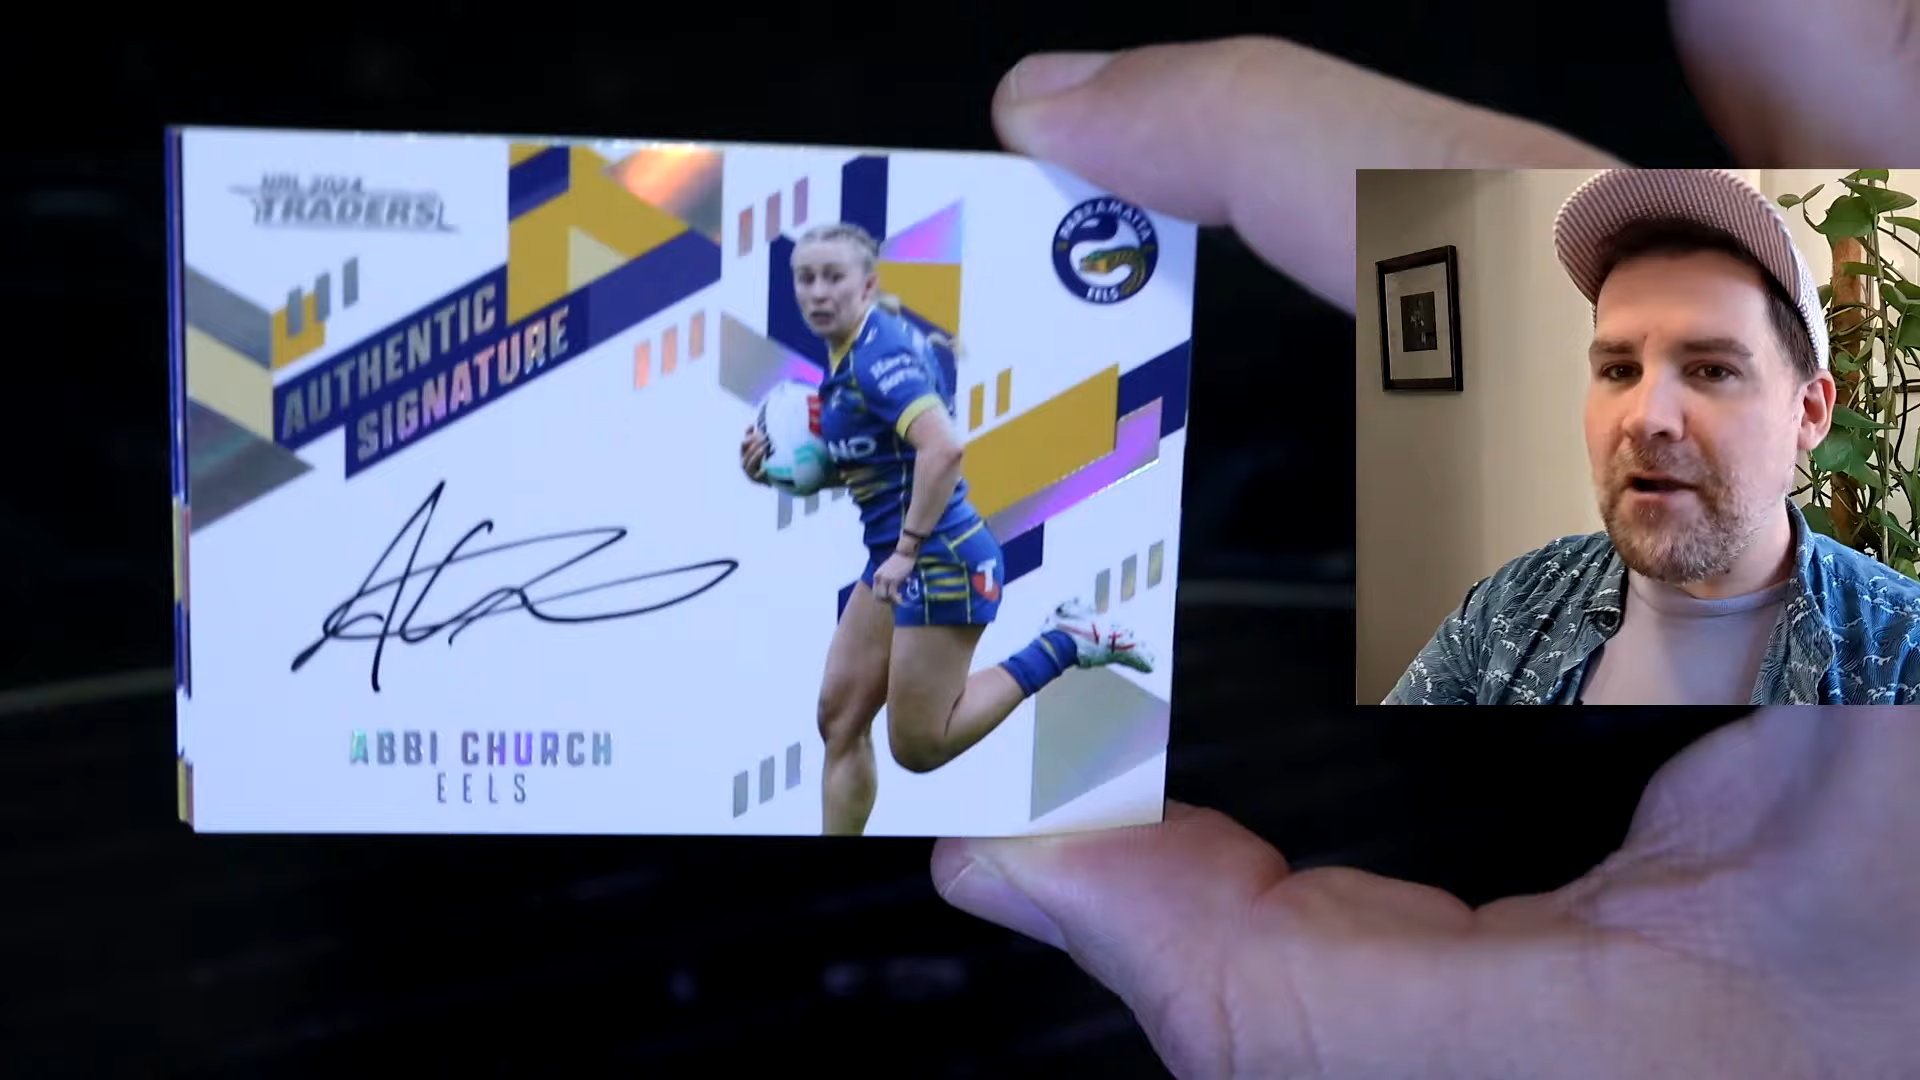 NRL 2024
TRADERS
AUTHENTIC
SIGNATURE
PARRAMATTA
EELS
ABBI CHURCH
EELS